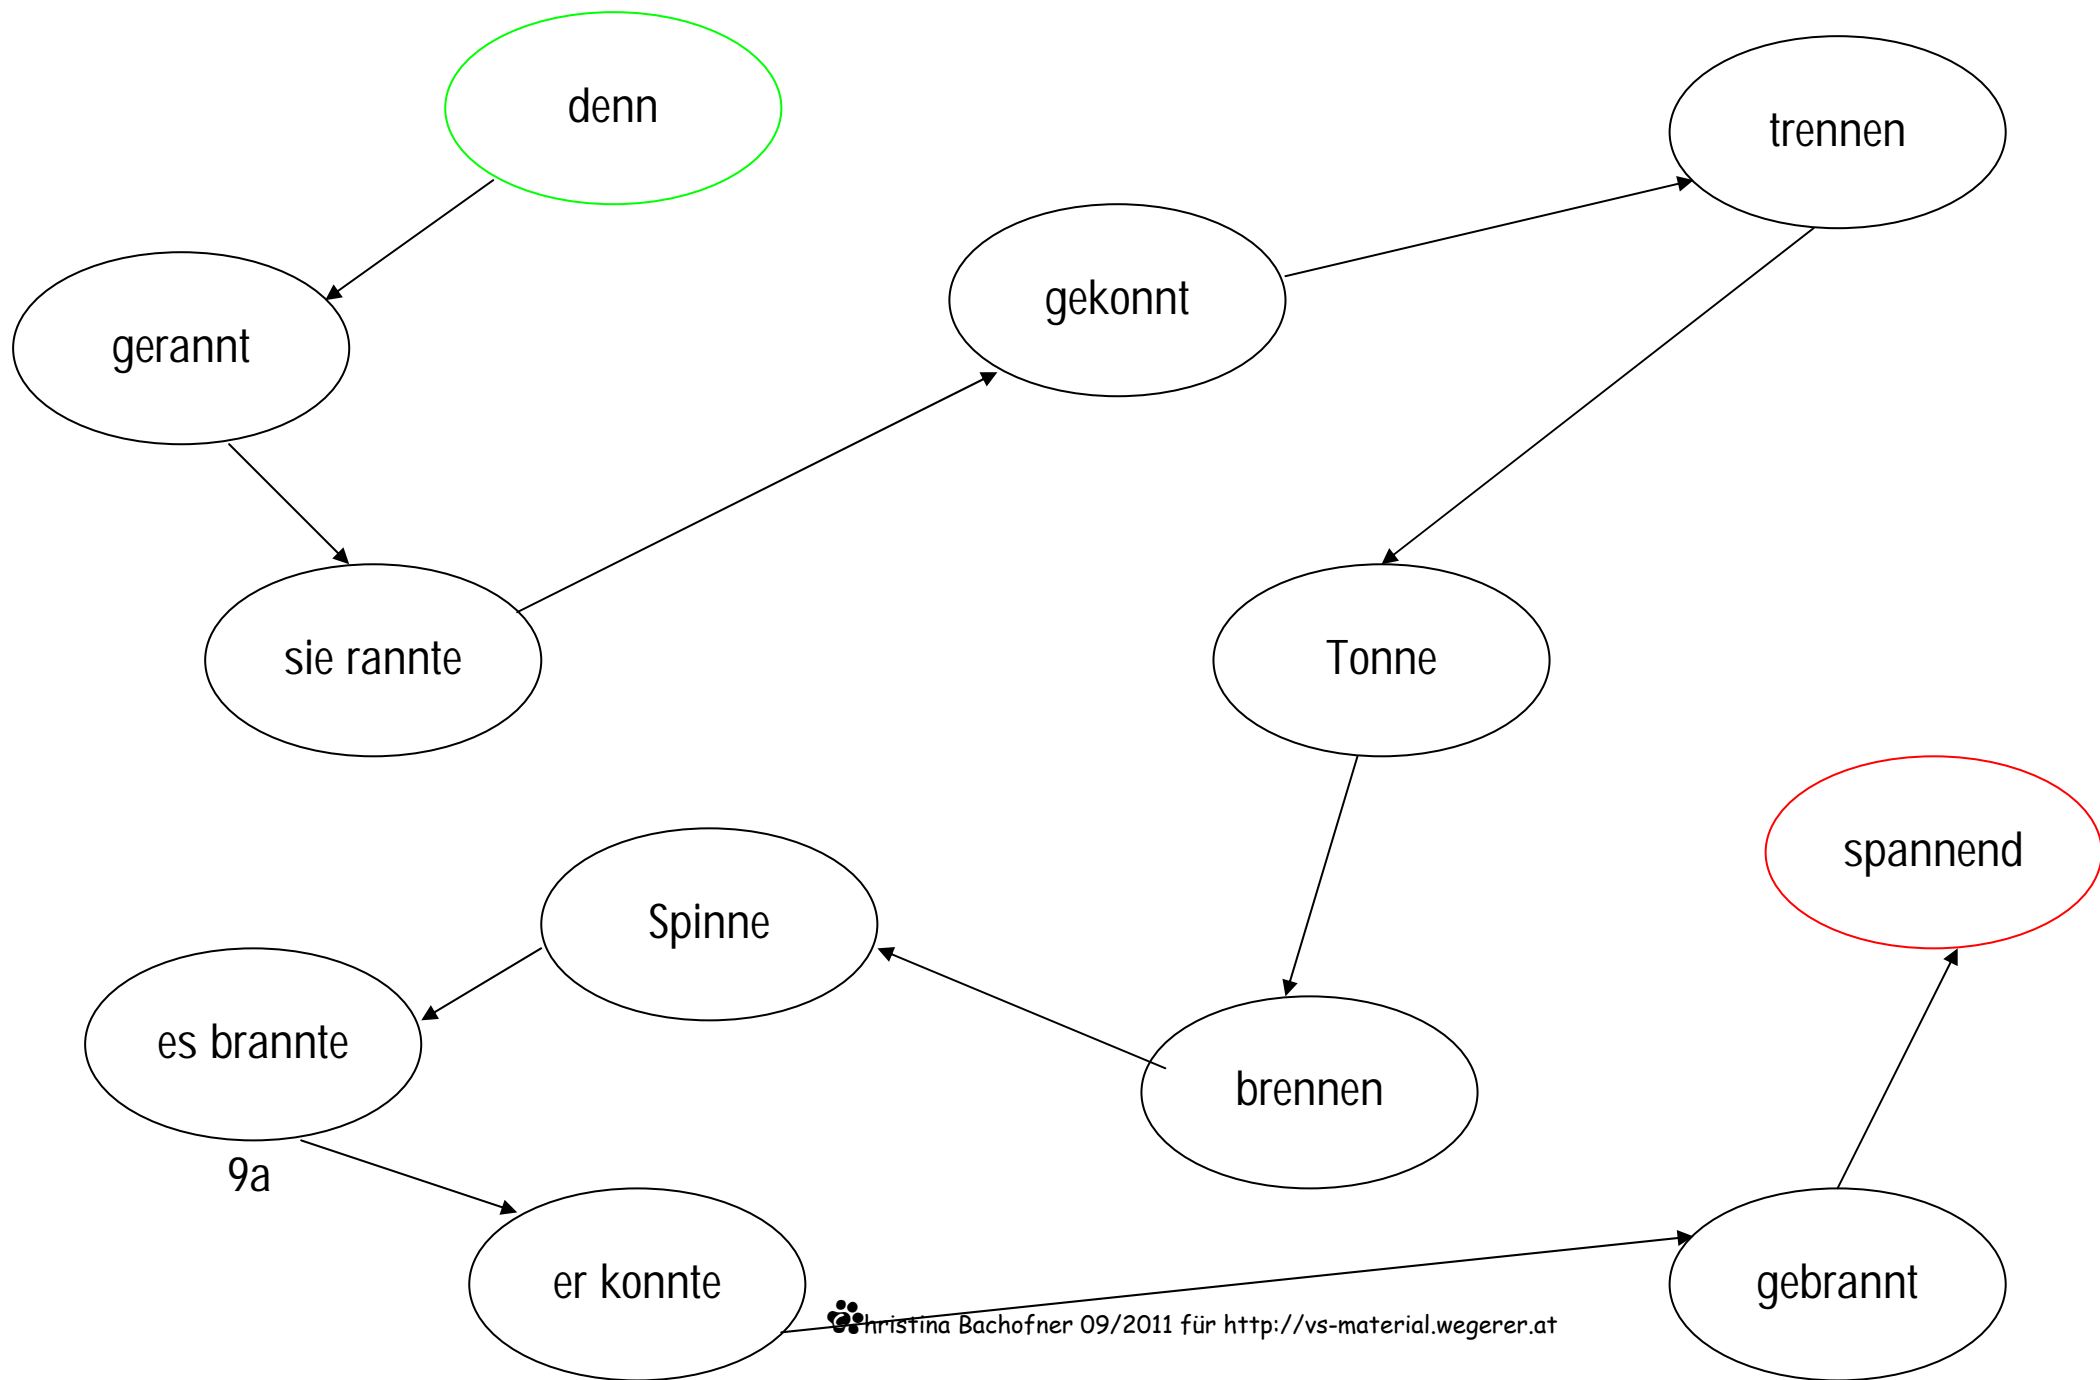 denn
gerannt
sie rannte
gekonnt
trennen
Tonne
brennen
Spinne
es brannte
9a
er konnte
gebrannt
spannend
Christina Bachofner 09/2011 für http://vs-material.wegerer.at